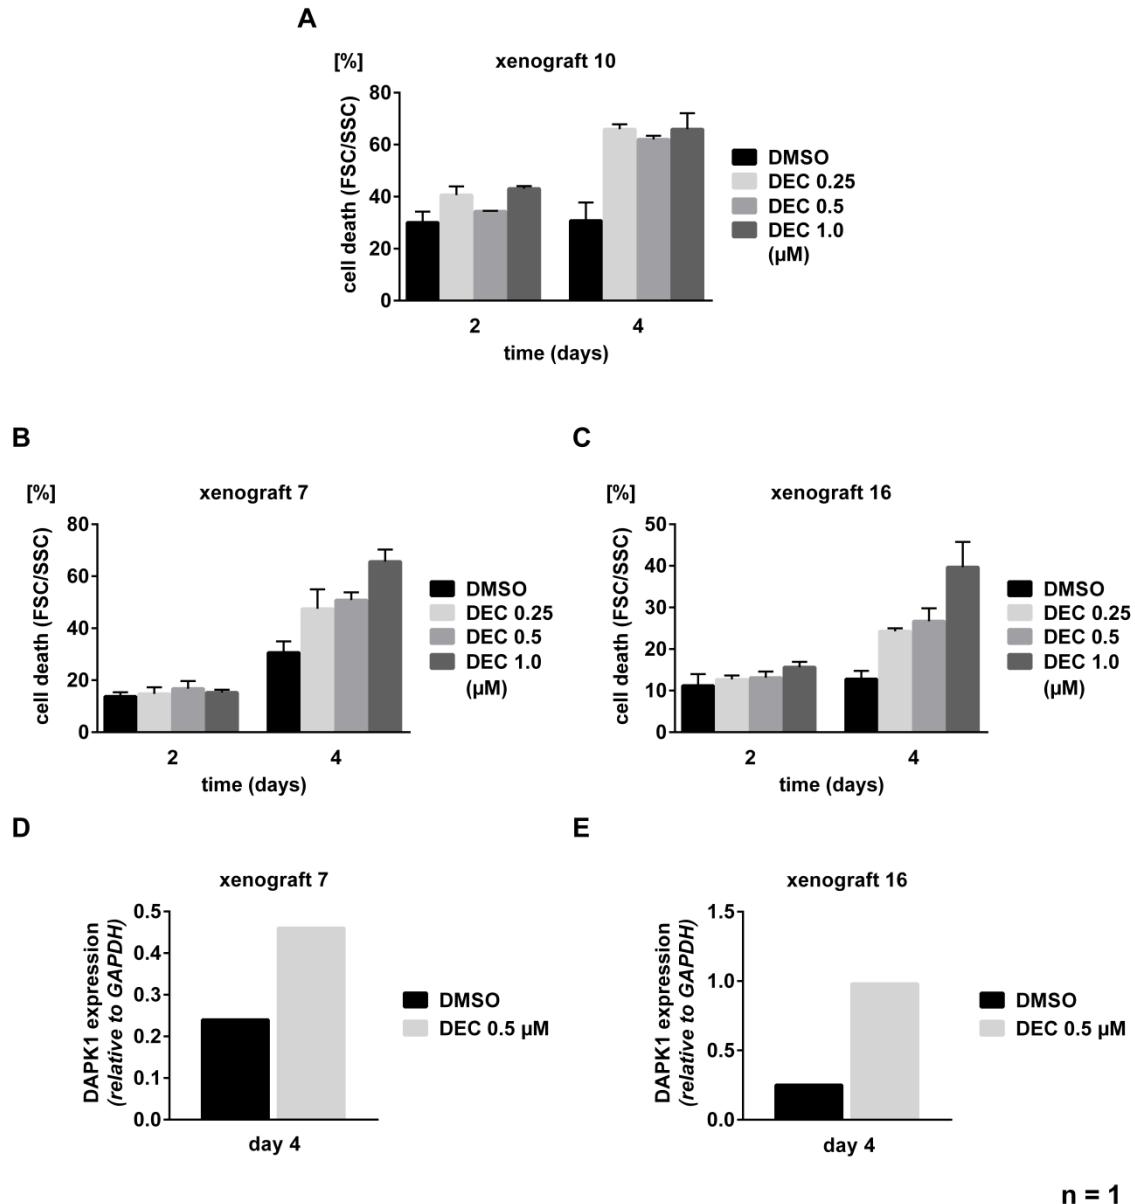 A
[%]
xenograft 10
cell death (FSC/SSC)
80
60
40
20
0
2
4
time (days)
DMSO
DEC 0.25
DEC 0.5
DEC 1.0
(µM)
B
[%]
xenograft 7
cell death (FSC/SSC)
80
60
40
20
0
2
4
time (days)
DMSO
DEC 0.25
DEC 0.5
DEC 1.0
(µM)
C
[%]
xenograft 16
cell death (FSC/SSC)
50
40
30
20
10
0
2
4
time (days)
DMSO
DEC 0.25
DEC 0.5
DEC 1.0
(µM)
D
xenograft 7
DAPK1 expression
(relative to GAPDH)
0.5
0.4
0.3
0.2
0.1
0.0
day 4
DMSO
DEC 0.5 µM
E
xenograft 16
DAPK1 expression
(relative to GAPDH)
1.5
1.0
0.5
0.0
day 4
DMSO
DEC 0.5 µM
n = 1